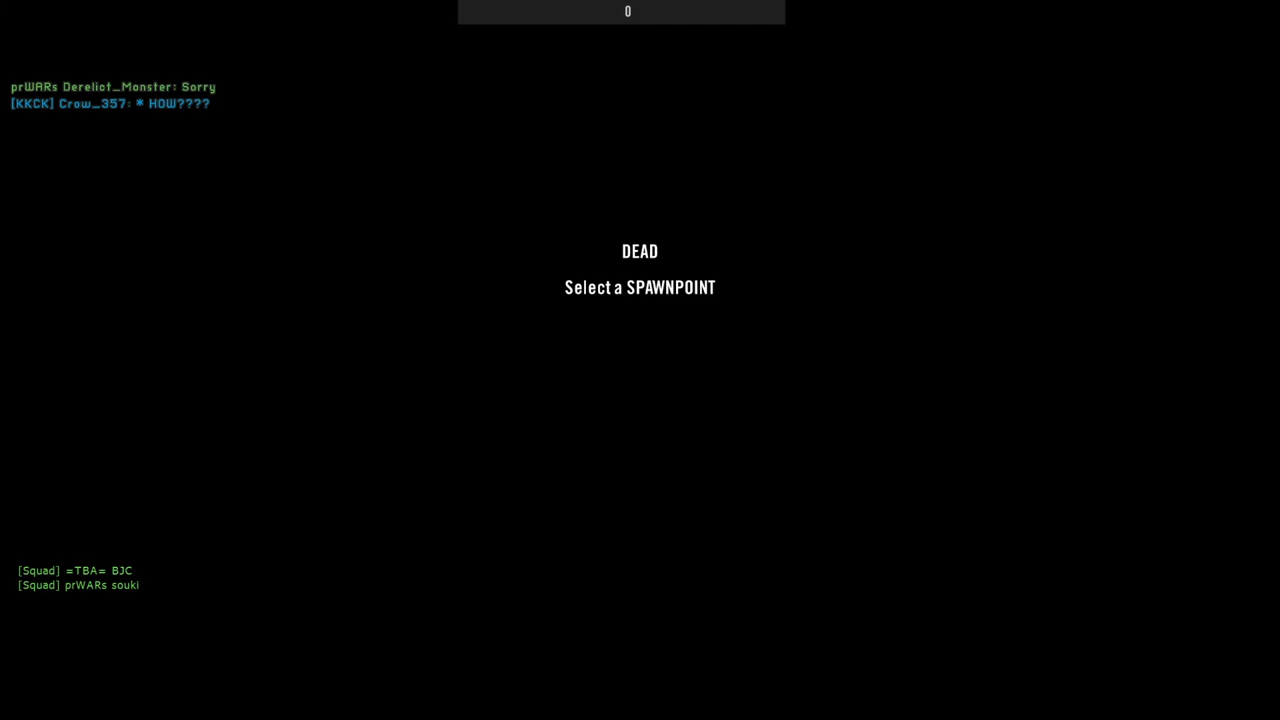 0
prWARs Derelict_Monster: Sorry
[KKCK] Crow_357: * HOW????
DEAD
Select a SPAWNPOINT
[Squad] =TBA= BJC
[Squad] prWARs souki